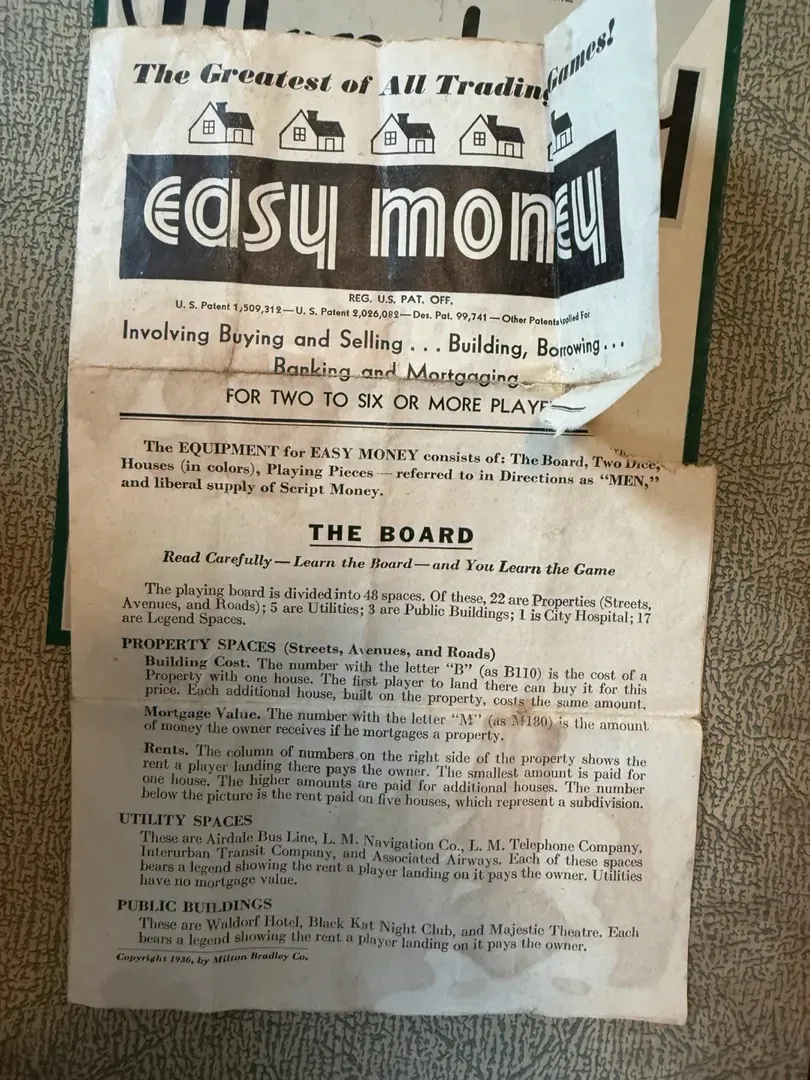 The Greatest of All Trading Games!
easy money
REG. U.S. PAT. OFF.
U. S. Patent 1,509,312—U. S. Patent 2,026,082—Des. Pat. 99,741—Other Patents Applied For
Involving Buying and Selling . . . Building, Borrowing . . .
Banking and Mortgaging
FOR TWO TO SIX OR MORE
The EQUIPMENT for EASY MONEY consists of: The Board, Two Dice,
Houses (in colors), Playing Pieces — referred to in Directions as “MEN,”
and liberal supply of Script Money.
THE BOARD
Read Carefully—Learn the Board—and You Learn the Game
The playing board is divided into 48 spaces. Of these, 22 are Properties (Streets,
Avenues, and Roads); 5 are Utilities; 3 are Public Buildings; 1 is City Hospital; 17
are Legend Spaces.
PROPERTY SPACES (Streets, Avenues, and Roads)
Building Cost. The number with the letter “B” (as B110) is the cost of a
Property with one house. The first player to land there can buy it for this
price. Each additional house, built on the property, costs the same amount.
Mortgage Value. The number with the letter “M” (as M180) is the amount
of money the owner receives if he mortgages a property.
Rents. The column of numbers on the right side of the property shows the
rent a player landing there pays the owner. The smallest amount is paid for
one house. The higher amounts are paid for additional houses. The number
below the picture is the rent paid on five houses, which represent a subdivision.
UTILITY SPACES
These are Airdale Bus Line, L. M. Navigation Co., L. M. Telephone Company,
Interurban Transit Company, and Associated Airways. Each of these spaces
bears a legend showing the rent a player landing on it pays the owner. Utilities
have no mortgage value.
PUBLIC BUILDINGS
These are Waldorf Hotel, Black Kat Night Club, and Majestic Theatre. Each
bears a legend showing the rent a player landing on it pays the owner.
Copyright 1936, by Milton Bradley Co.